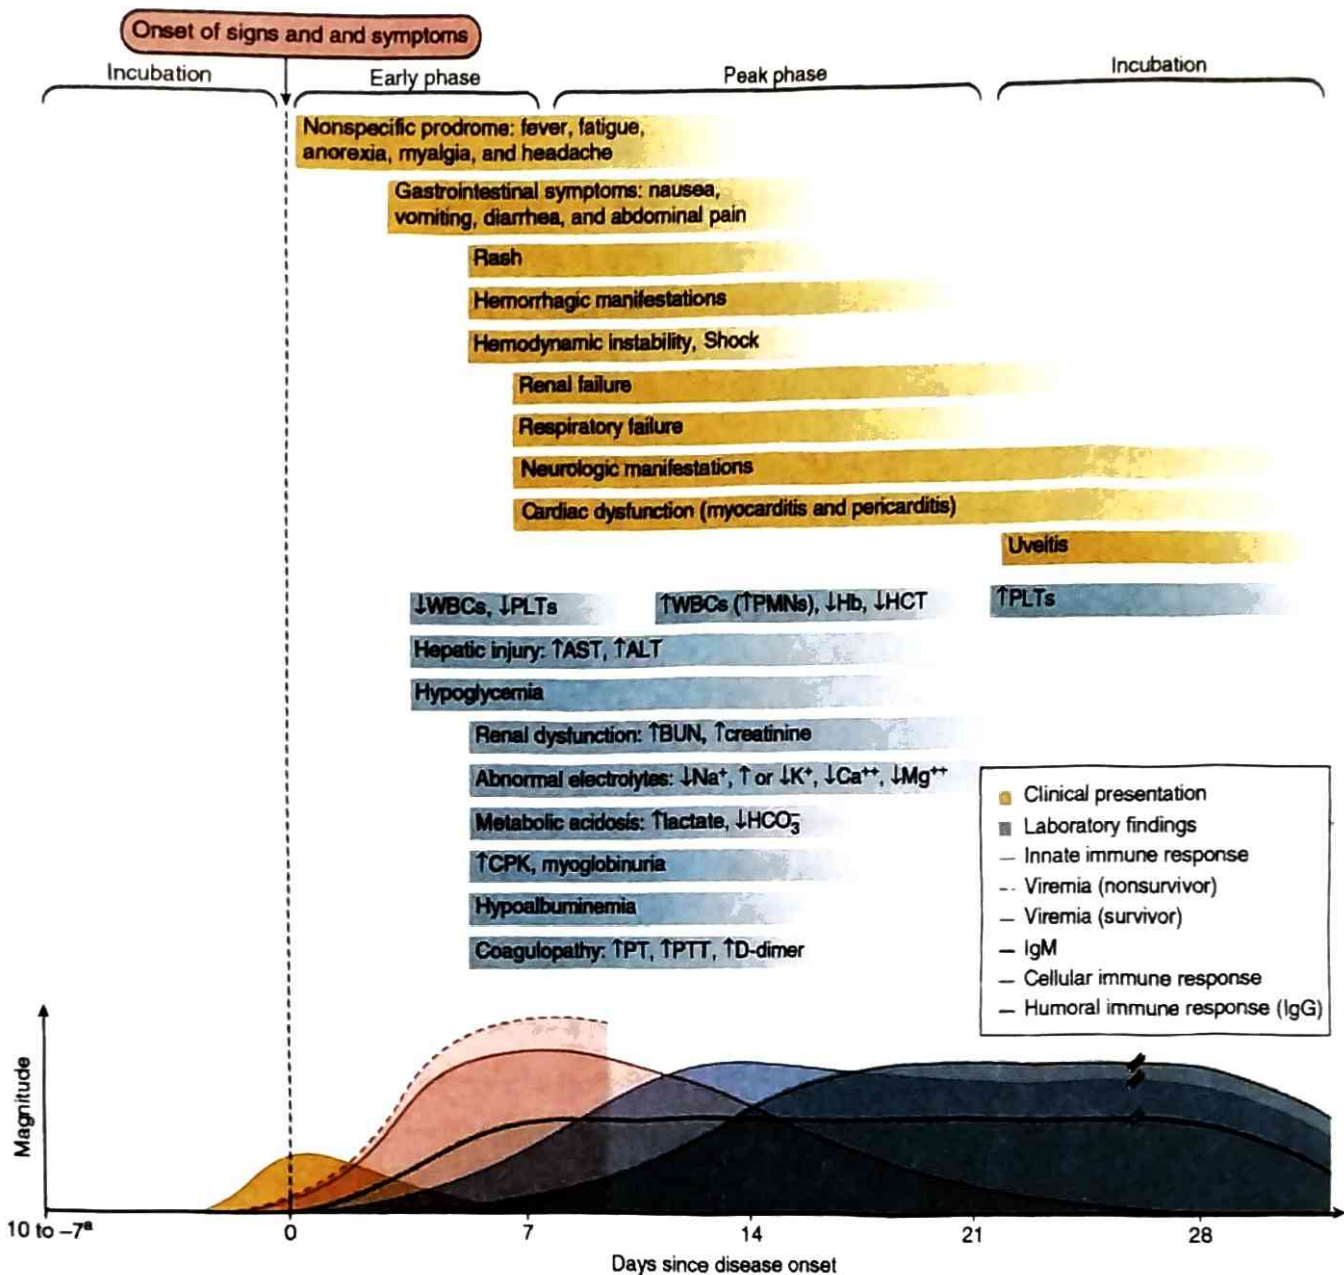 Onset of signs and and symptoms
Incubation
Early phase
Peak phase
Incubation
Nonspecific prodrome: fever, fatigue,
anorexia, myalgia, and headache
Gastrointestinal symptoms: nausea,
vomiting, diarrhea, and abdominal pain
Rash
Hemorrhagic manifestations
Hemodynamic instability, Shock
Renal failure
Respiratory failure
Neurologic manifestations
Cardiac dysfunction (myocarditis and pericarditis)
Uveitis
↓WBCs, ↓PLTs
↑WBCs (↑PMNs), ↓Hb, ↓HCT
↑PLTs
Hepatic injury: ↑AST, ↑ALT
Hypoglycemia
Renal dysfunction: ↑BUN, ↑creatinine
Abnormal electrolytes: ↓Na⁺, ↑ or ↓K⁺, ↓Ca⁺⁺, ↓Mg⁺⁺
Metabolic acidosis: ↑lactate, ↓HCO₃⁻
↑CPK, myoglobinuria
Hypoalbuminemia
Coagulopathy: ↑PT, ↑PTT, ↑D-dimer
Clinical presentation
Laboratory findings
Innate immune response
Viremia (nonsurvivor)
Viremia (survivor)
IgM
Cellular immune response
Humoral immune response (IgG)
Magnitude
10 to –7ᵃ
0
7
14
21
28
Days since disease onset